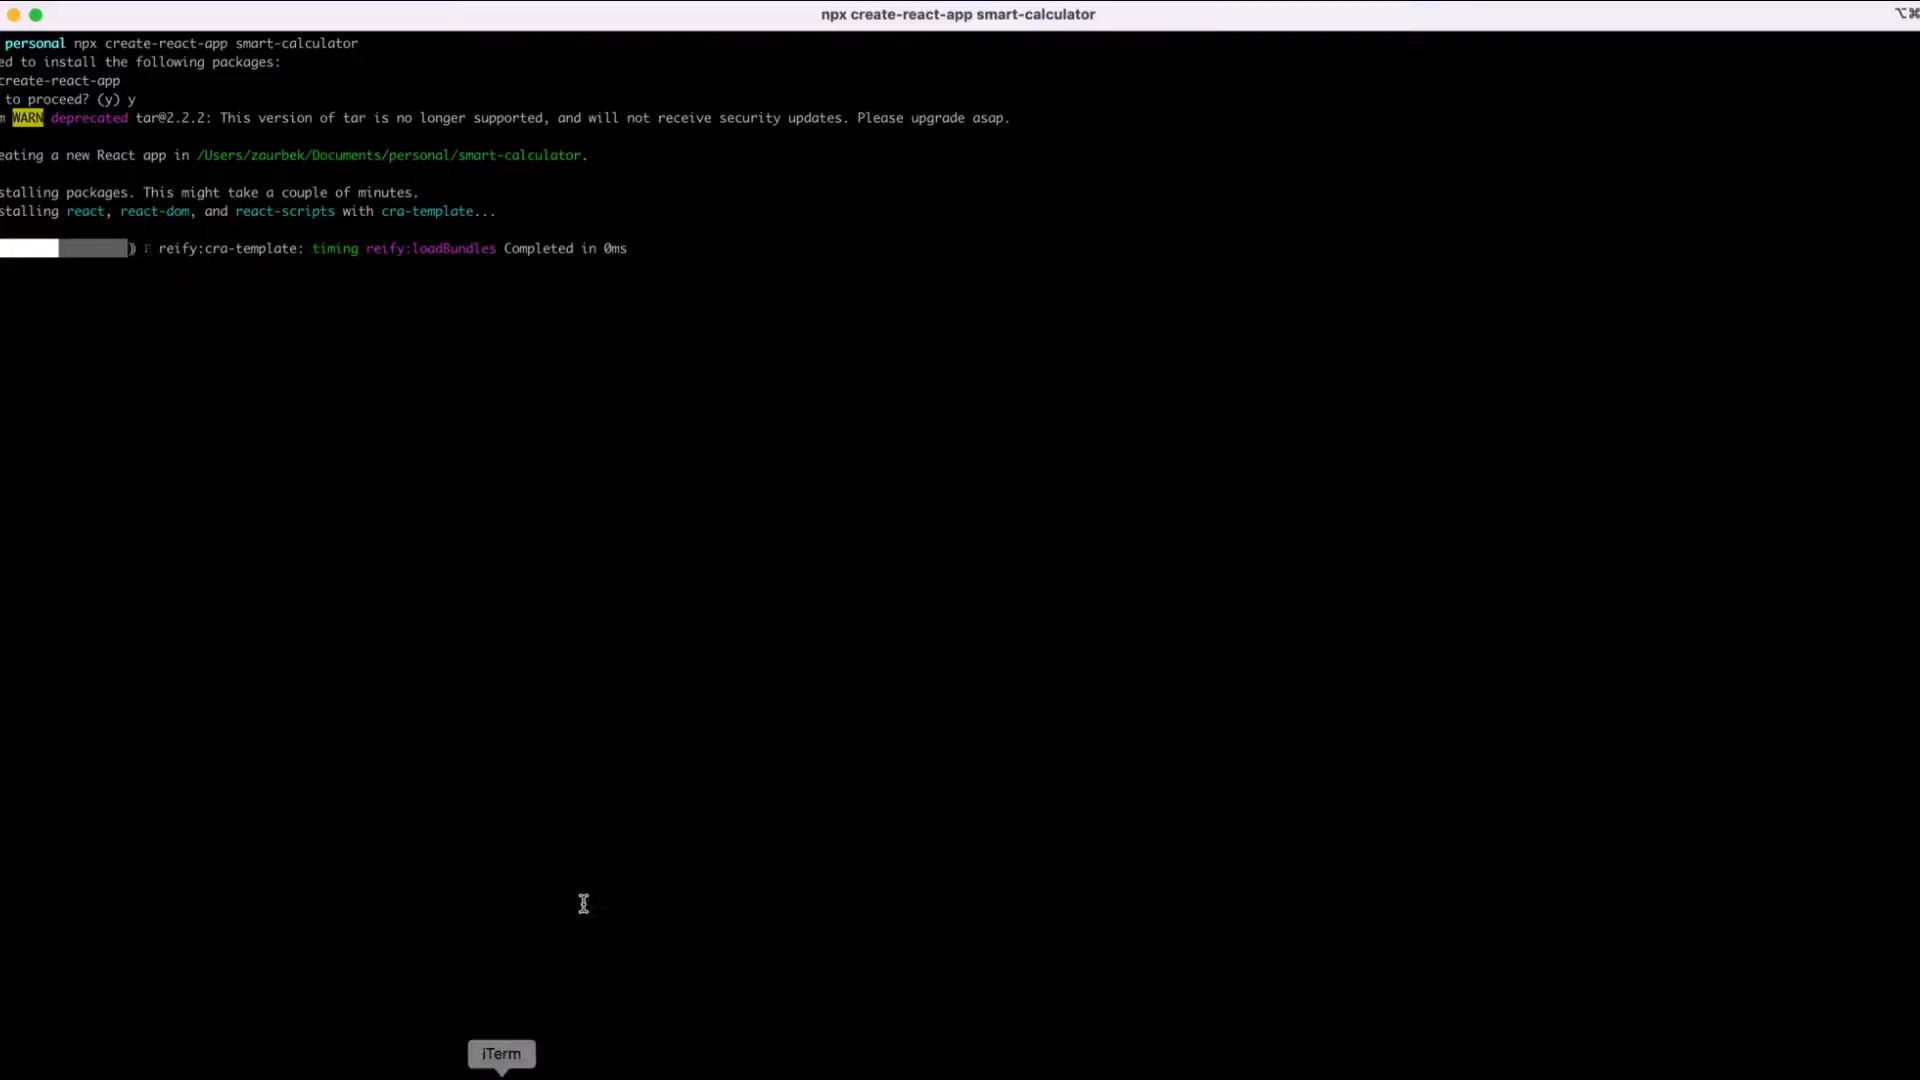 npx create-react-app smart-calculator
⌥⌘
personal npx create-react-app smart-calculator
ed to install the following packages:
create-react-app
to proceed? (y) y
m WARN deprecated tar@2.2.2: This version of tar is no longer supported, and will not receive security updates. Please upgrade asap.
eating a new React app in /Users/zaurbek/Documents/personal/smart-calculator.
stalling packages. This might take a couple of minutes.
stalling react, react-dom, and react-scripts with cra-template...
) ⠏ reify:cra-template: timing reify:loadBundles Completed in 0ms
iTerm